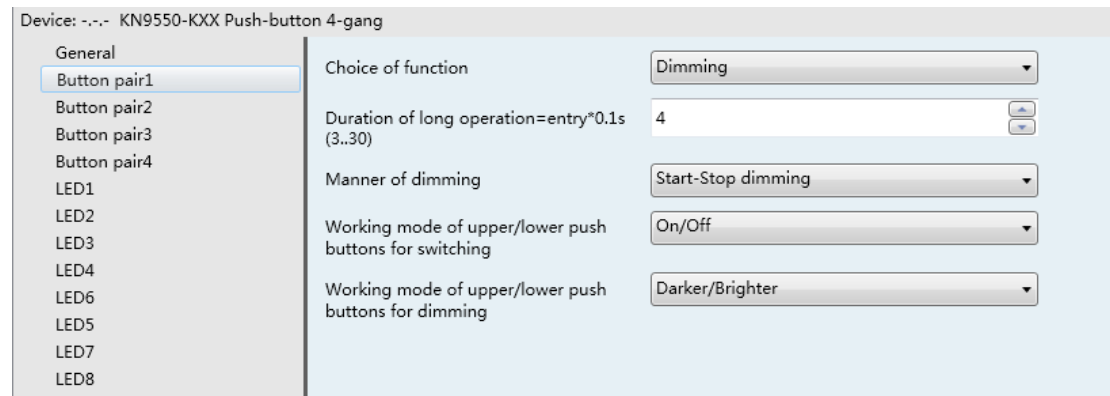 Device: -.-.- KN9550-KXX Push-button 4-gang
General
Button pair1
Button pair2
Button pair3
Button pair4
LED1
LED2
LED3
LED4
LED6
LED5
LED7
LED8
Choice of function
Dimming
Duration of long operation=entry*0.1s
(3..30)
4
Manner of dimming
Start-Stop dimming
Working mode of upper/lower push
buttons for switching
On/Off
Working mode of upper/lower push
buttons for dimming
Darker/Brighter